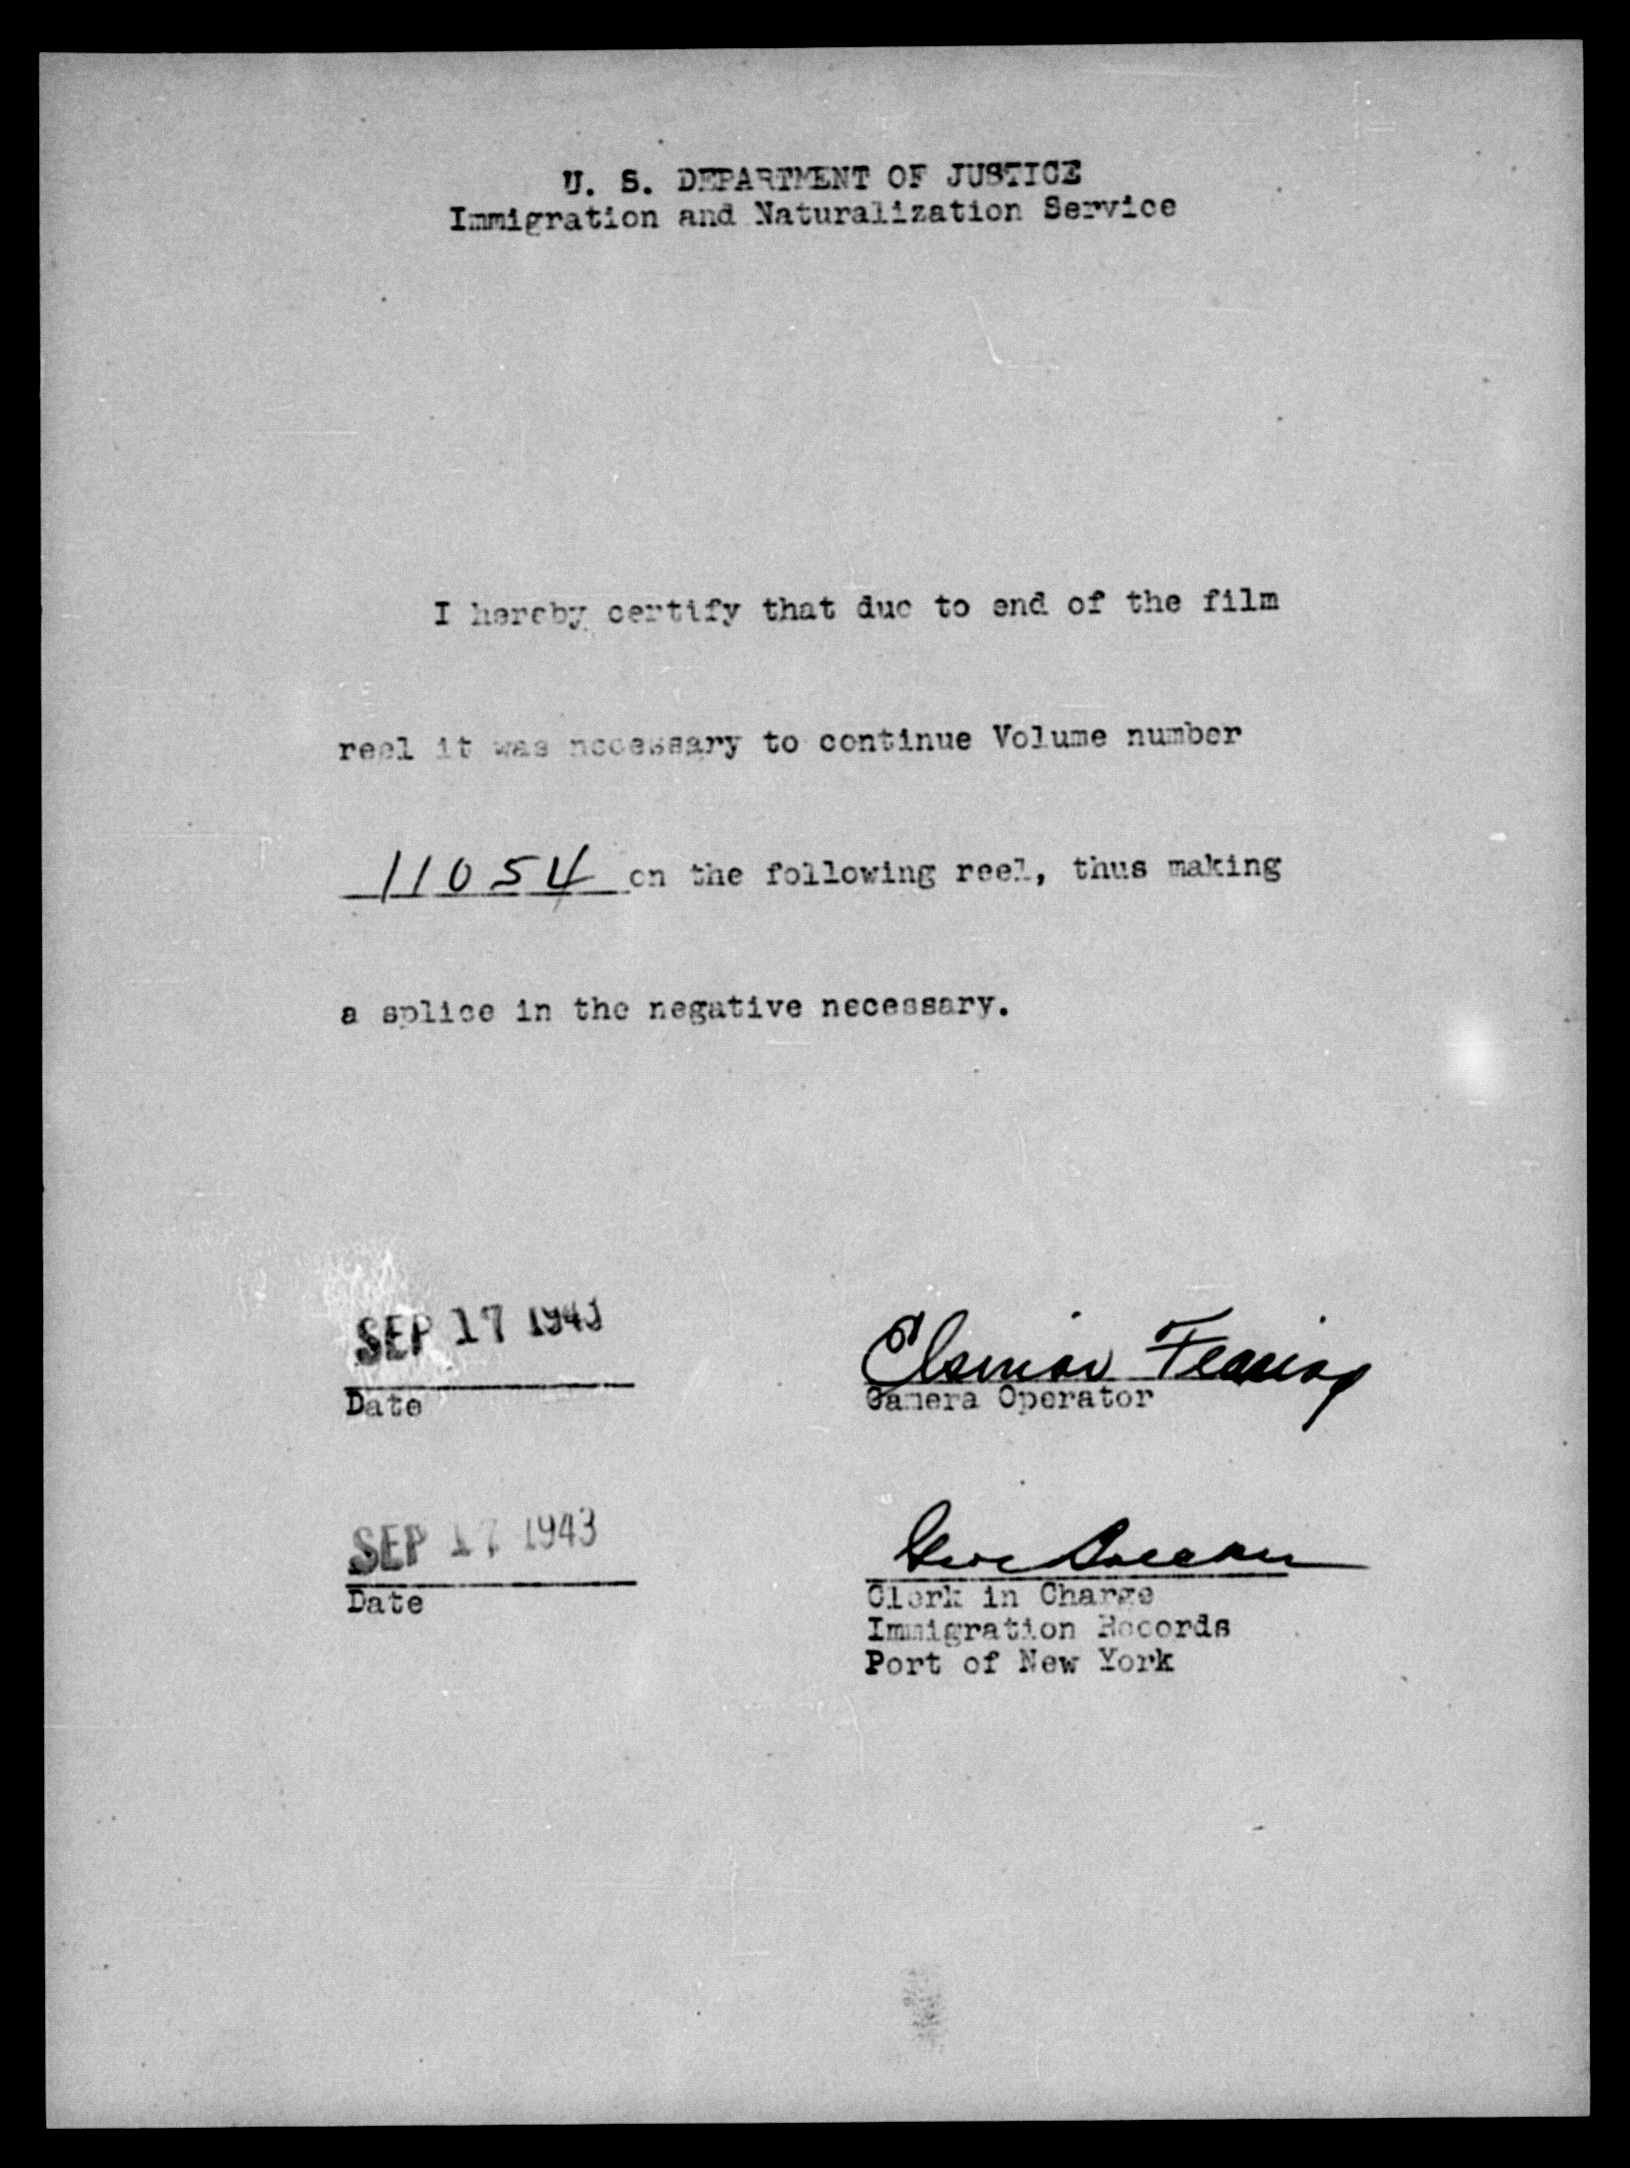 U. S. DEPARTMENT OF JUSTICE
Immigration and Naturalization Service
I hereby certify that due to end of the film
reel it was necessary to continue Volume number
11054 on the following reel, thus making
a splice in the negative necessary.
SEP 17 1943
Date
Camera Operator
SEP 17 1943
Date
Clerk in Charge
Immigration Records
Port of New York